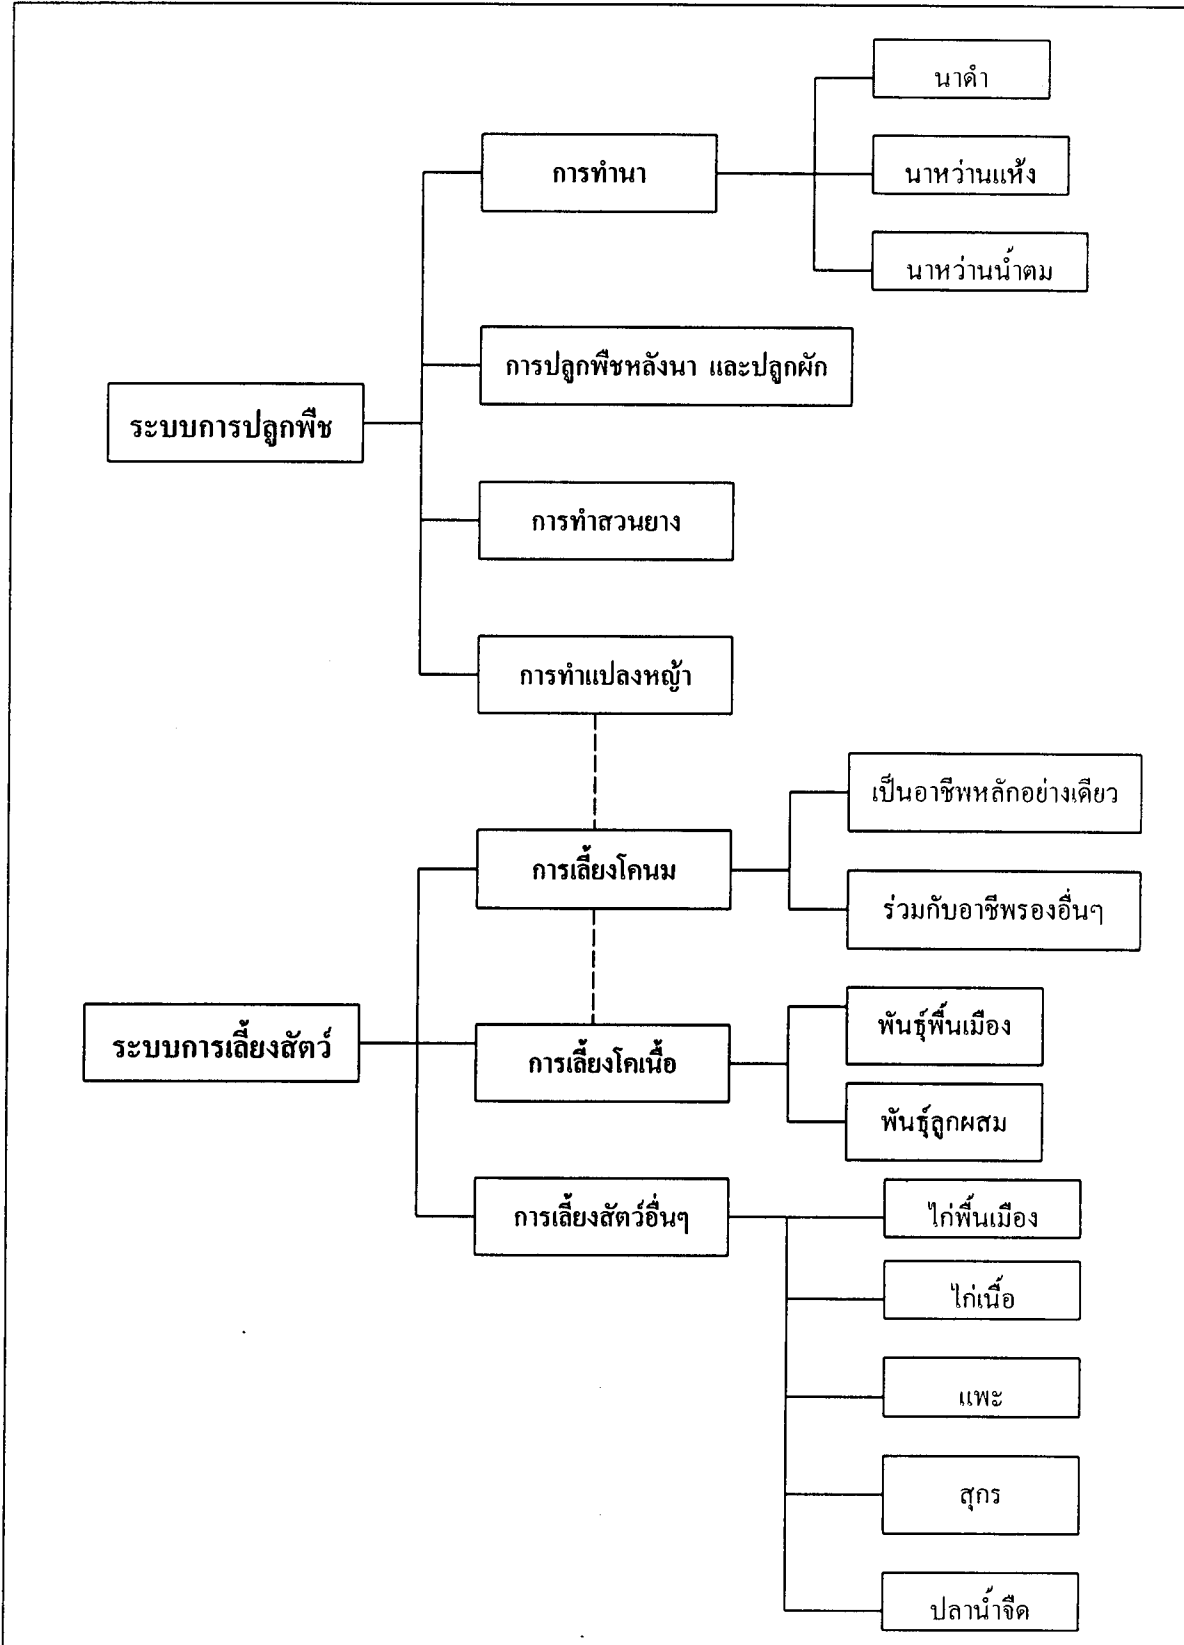 นาดำ
การทำนา
นาหว่านแห้ง
นาหว่านน้ำตม
การปลูกพืชหลังนา และปลูกผัก
ระบบการปลูกพืช
การทำสวนยาง
การทำแปลงหญ้า
เป็นอาชีพหลักอย่างเดียว
การเลี้ยงโคนม
ร่วมกับอาชีพรองอื่นๆ
พันธุ์พื้นเมือง
ระบบการเลี้ยงสัตว์
การเลี้ยงโคเนื้อ
พันธุ์ลูกผสม
การเลี้ยงสัตว์อื่นๆ
ไก่พื้นเมือง
ไก่เนื้อ
แพะ
สุกร
ปลาน้ำจืด